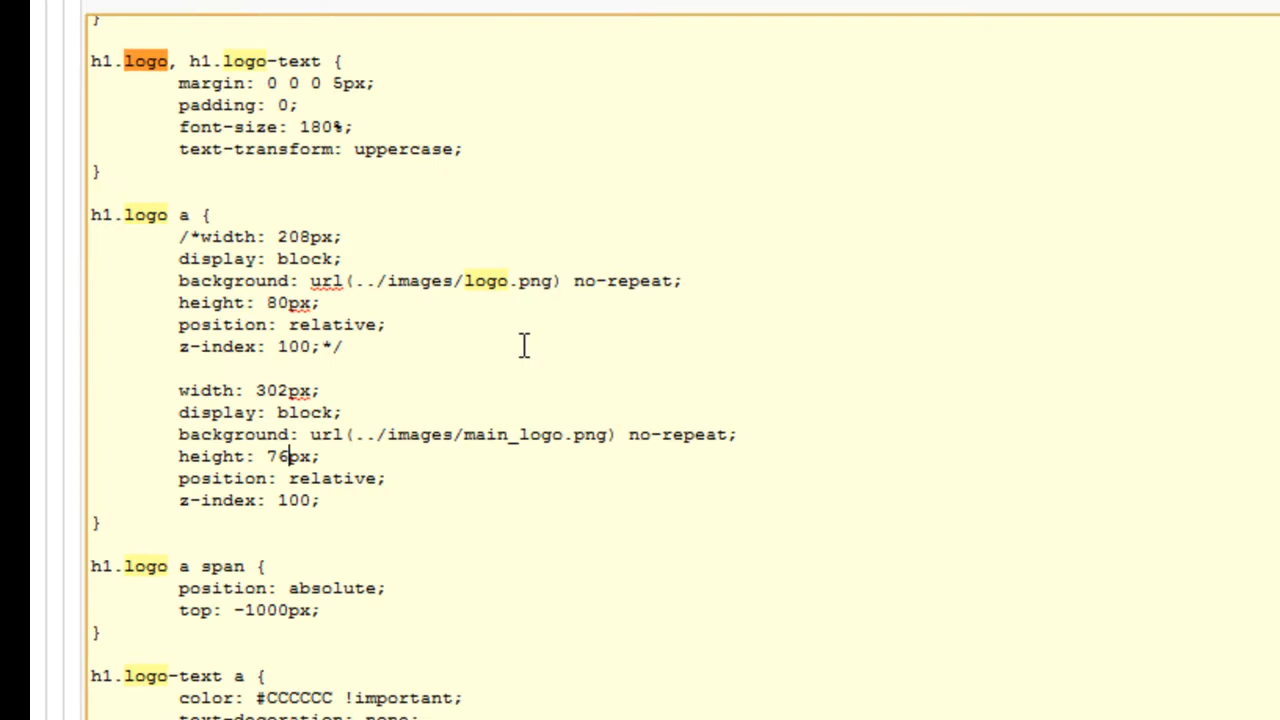 }
h1.logo, h1.logo-text {
margin: 0 0 0 5px;
padding: 0;
font-size: 180%;
text-transform: uppercase;
}
h1.logo a {
/*width: 208px;
display: block;
background: url(../images/logo.png) no-repeat;
height: 80px;
position: relative;
z-index: 100;*/
width: 302px;
display: block;
background: url(../images/main_logo.png) no-repeat;
height: 76px;
position: relative;
z-index: 100;
}
h1.logo a span {
position: absolute;
top: -1000px;
}
h1.logo-text a {
color: #CCCCCC !important;
text-decoration: none;